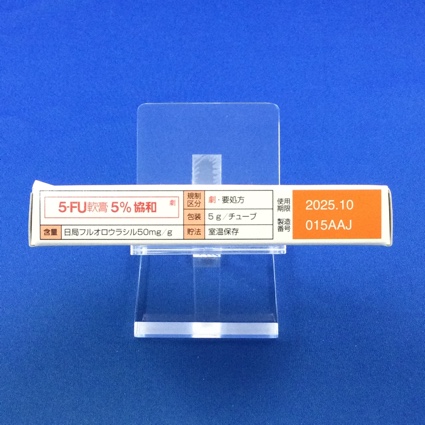 5-FU軟膏5%協和 劇
含量 日局フルオロウラシル50mg/g
規制区分 劇・要処方
包装 5g/チューブ
貯法 室温保存
使用期限 2025.10
製造番号 015AAJ